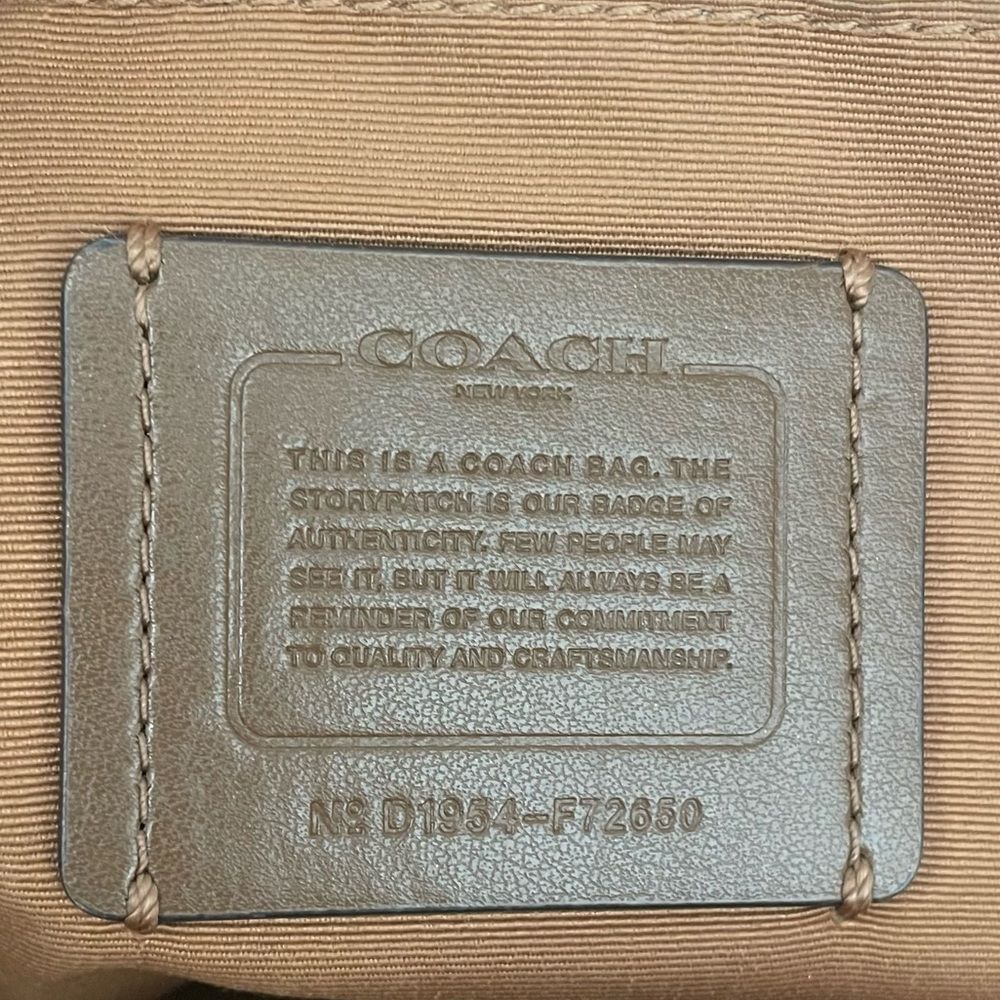 COACH
NEW YORK
THIS IS A COACH BAG. THE
STORYPATCH IS OUR BADGE OF
AUTHENTICITY. FEW PEOPLE MAY
SEE IT, BUT IT WILL ALWAYS BE A
REMINDER OF OUR COMMITMENT
TO QUALITY AND CRAFTSMANSHIP.
Nº D1954-F72650